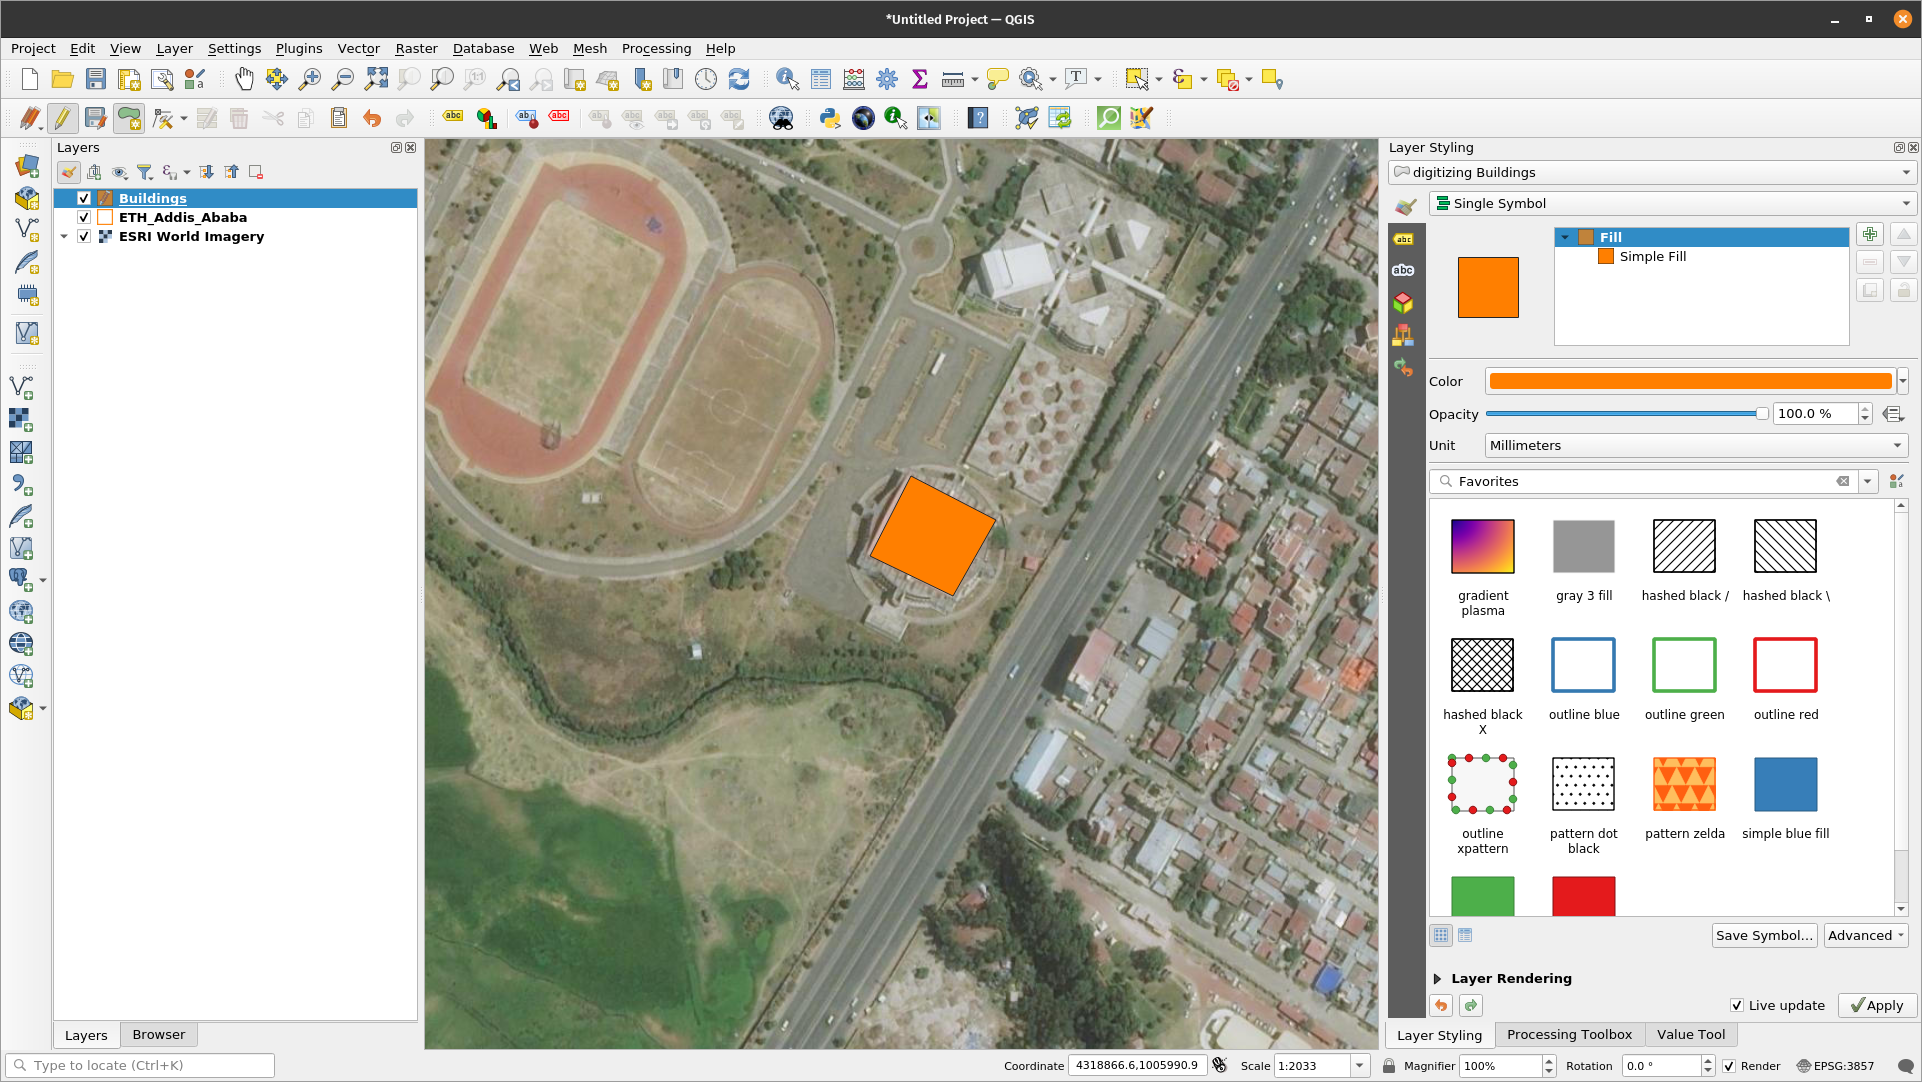 *Untitled Project — QGIS
Project Edit View Layer Settings Plugins Vector Raster Database Web Mesh Processing Help
Layers
Buildings
ETH_Addis_Ababa
ESRI World Imagery
Layers Browser
Layer Styling
digitizing Buildings
Single Symbol
Fill
Simple Fill
Color
Opacity 100.0 %
Unit Millimeters
Favorites
gradient plasma
gray 3 fill
hashed black /
hashed black \
hashed black X
outline blue
outline green
outline red
outline xpattern
pattern dot black
pattern zelda
simple blue fill
Save Symbol... Advanced
Layer Rendering
Live update Apply
Layer Styling Processing Toolbox Value Tool
Type to locate (Ctrl+K) Coordinate 4318866.6,1005990.9 Scale 1:2033 Magnifier 100% Rotation 0.0 ° Render EPSG:3857